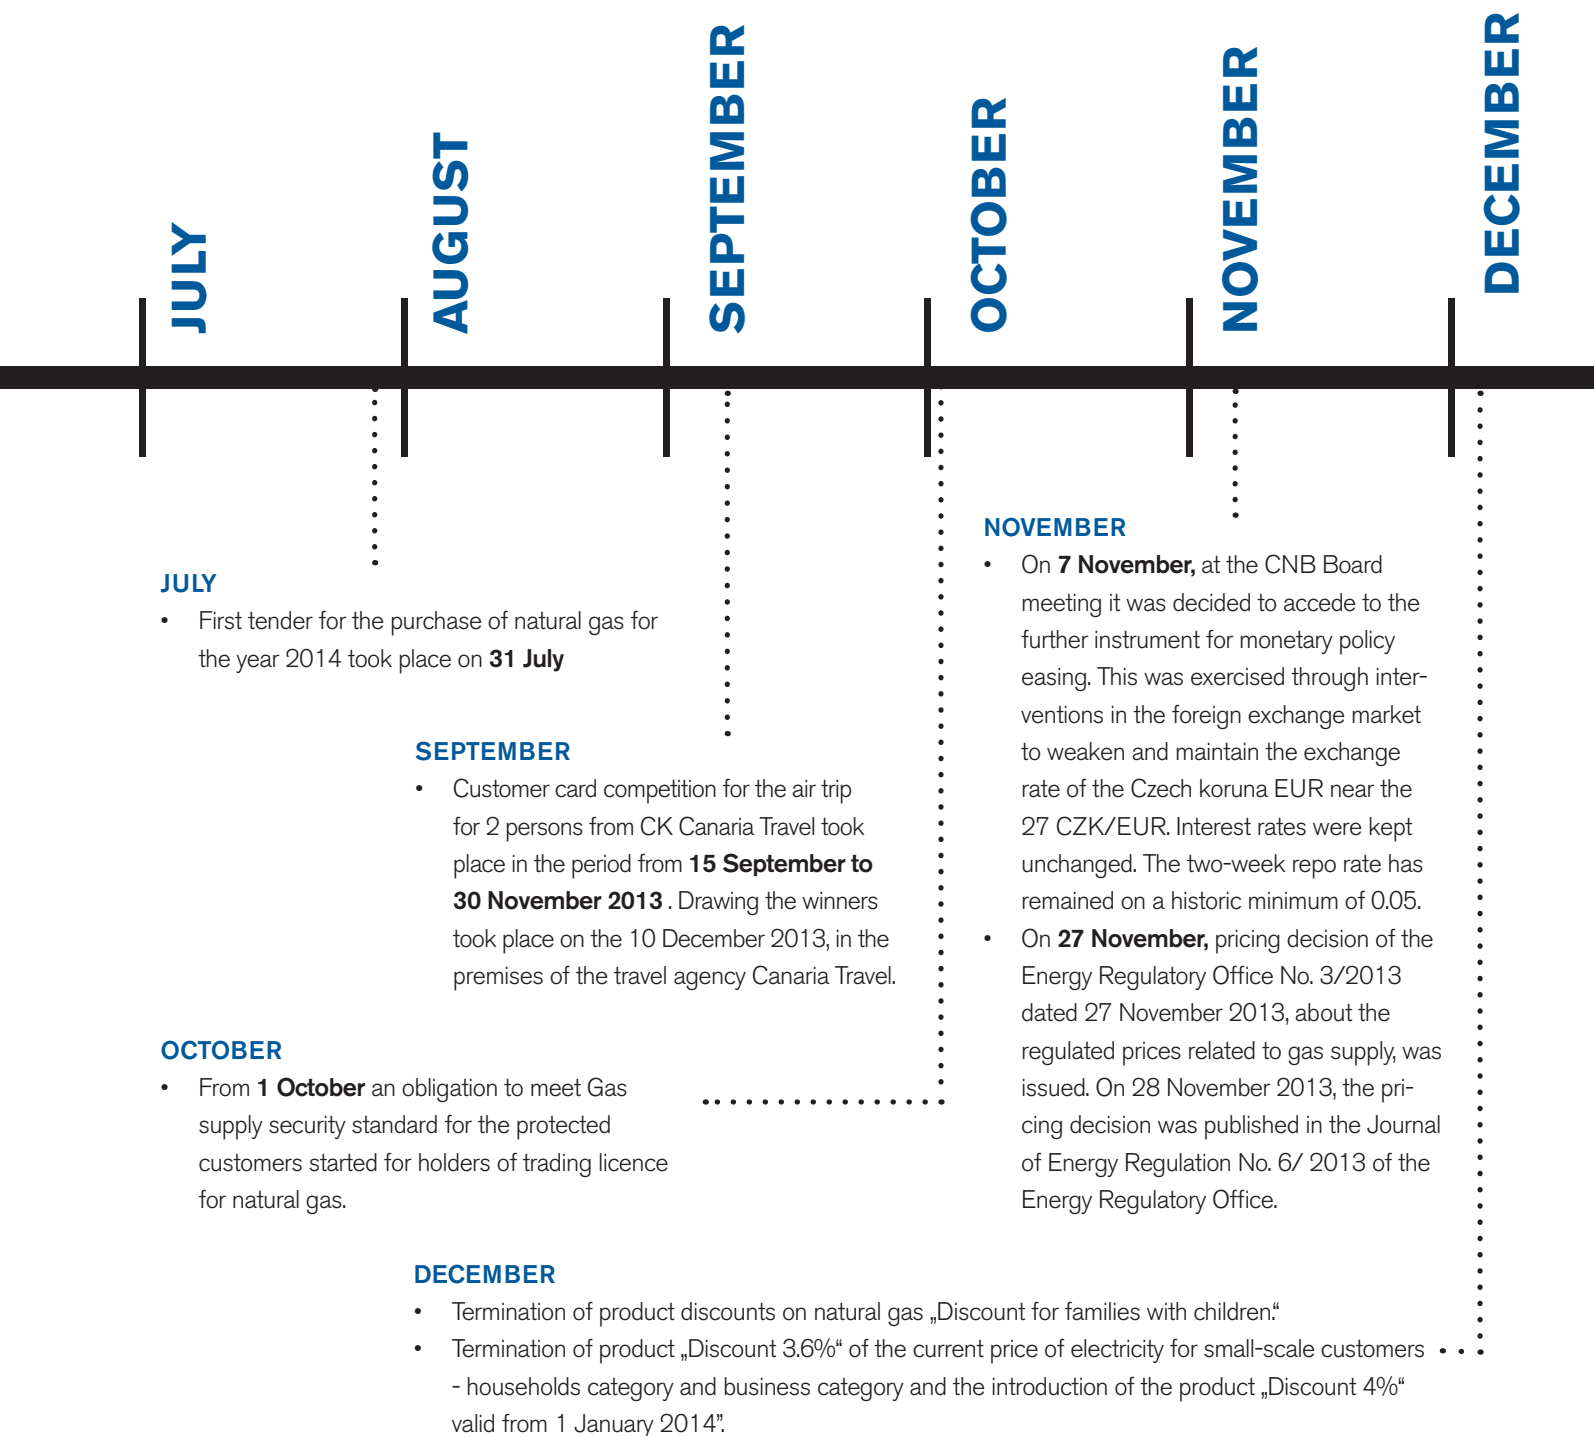 JULY
AUGUST
SEPTEMBER
OCTOBER
NOVEMBER
DECEMBER
JULY
• First tender for the purchase of natural gas for
the year 2014 took place on 31 July
SEPTEMBER
• Customer card competition for the air trip
for 2 persons from CK Canaria Travel took
place in the period from 15 September to
30 November 2013 . Drawing the winners
took place on the 10 December 2013, in the
premises of the travel agency Canaria Travel.
OCTOBER
• From 1 October an obligation to meet Gas
supply security standard for the protected
customers started for holders of trading licence
for natural gas.
NOVEMBER
• On 7 November, at the CNB Board
meeting it was decided to accede to the
further instrument for monetary policy
easing. This was exercised through inter-
ventions in the foreign exchange market
to weaken and maintain the exchange
rate of the Czech koruna EUR near the
27 CZK/EUR. Interest rates were kept
unchanged. The two-week repo rate has
remained on a historic minimum of 0.05.
• On 27 November, pricing decision of the
Energy Regulatory Office No. 3/2013
dated 27 November 2013, about the
regulated prices related to gas supply, was
issued. On 28 November 2013, the pri-
cing decision was published in the Journal
of Energy Regulation No. 6/ 2013 of the
Energy Regulatory Office.
DECEMBER
• Termination of product discounts on natural gas „Discount for families with children.“
• Termination of product „Discount 3.6%“ of the current price of electricity for small-scale customers
- households category and business category and the introduction of the product „Discount 4%“
valid from 1 January 2014”.